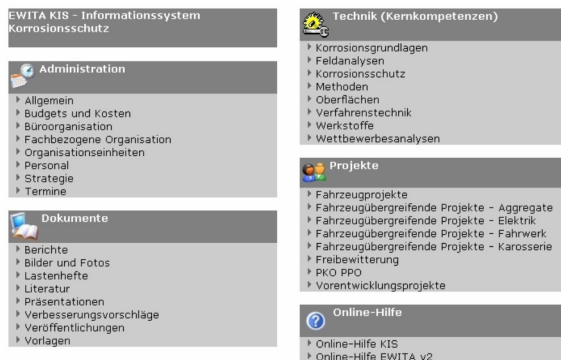 EWITA KIS - Informationssystem
Korrosionsschutz
Administration
Allgemein
Budgets und Kosten
Büroorganisation
Fachbezogene Organisation
Organisationseinheiten
Personal
Strategie
Termine
Dokumente
Berichte
Bilder und Fotos
Lastenhefte
Literatur
Präsentationen
Verbesserungsvorschläge
Veröffentlichungen
Vorlagen
Technik (Kernkompetenzen)
Korrosionsgrundlagen
Feldanalysen
Korrosionsschutz
Methoden
Oberflächen
Verfahrenstechnik
Werkstoffe
Wettbewerbesanalysen
Projekte
Fahrzeugprojekte
Fahrzeugübergreifende Projekte - Aggregate
Fahrzeugübergreifende Projekte - Elektrik
Fahrzeugübergreifende Projekte - Fahrwerk
Fahrzeugübergreifende Projekte - Karosserie
Freibewitterung
PKO PPO
Vorentwicklungsprojekte
Online-Hilfe
Online-Hilfe KIS
Online-Hilfe EWITA v2